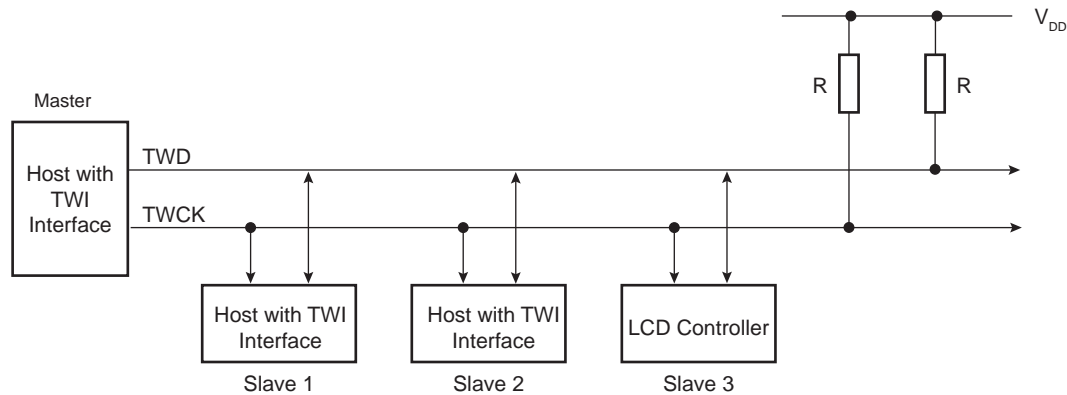 V_DD
R
R
Master
Host with
TWI
Interface
TWD
TWCK
Host with TWI
Interface
Slave 1
Host with TWI
Interface
Slave 2
LCD Controller
Slave 3